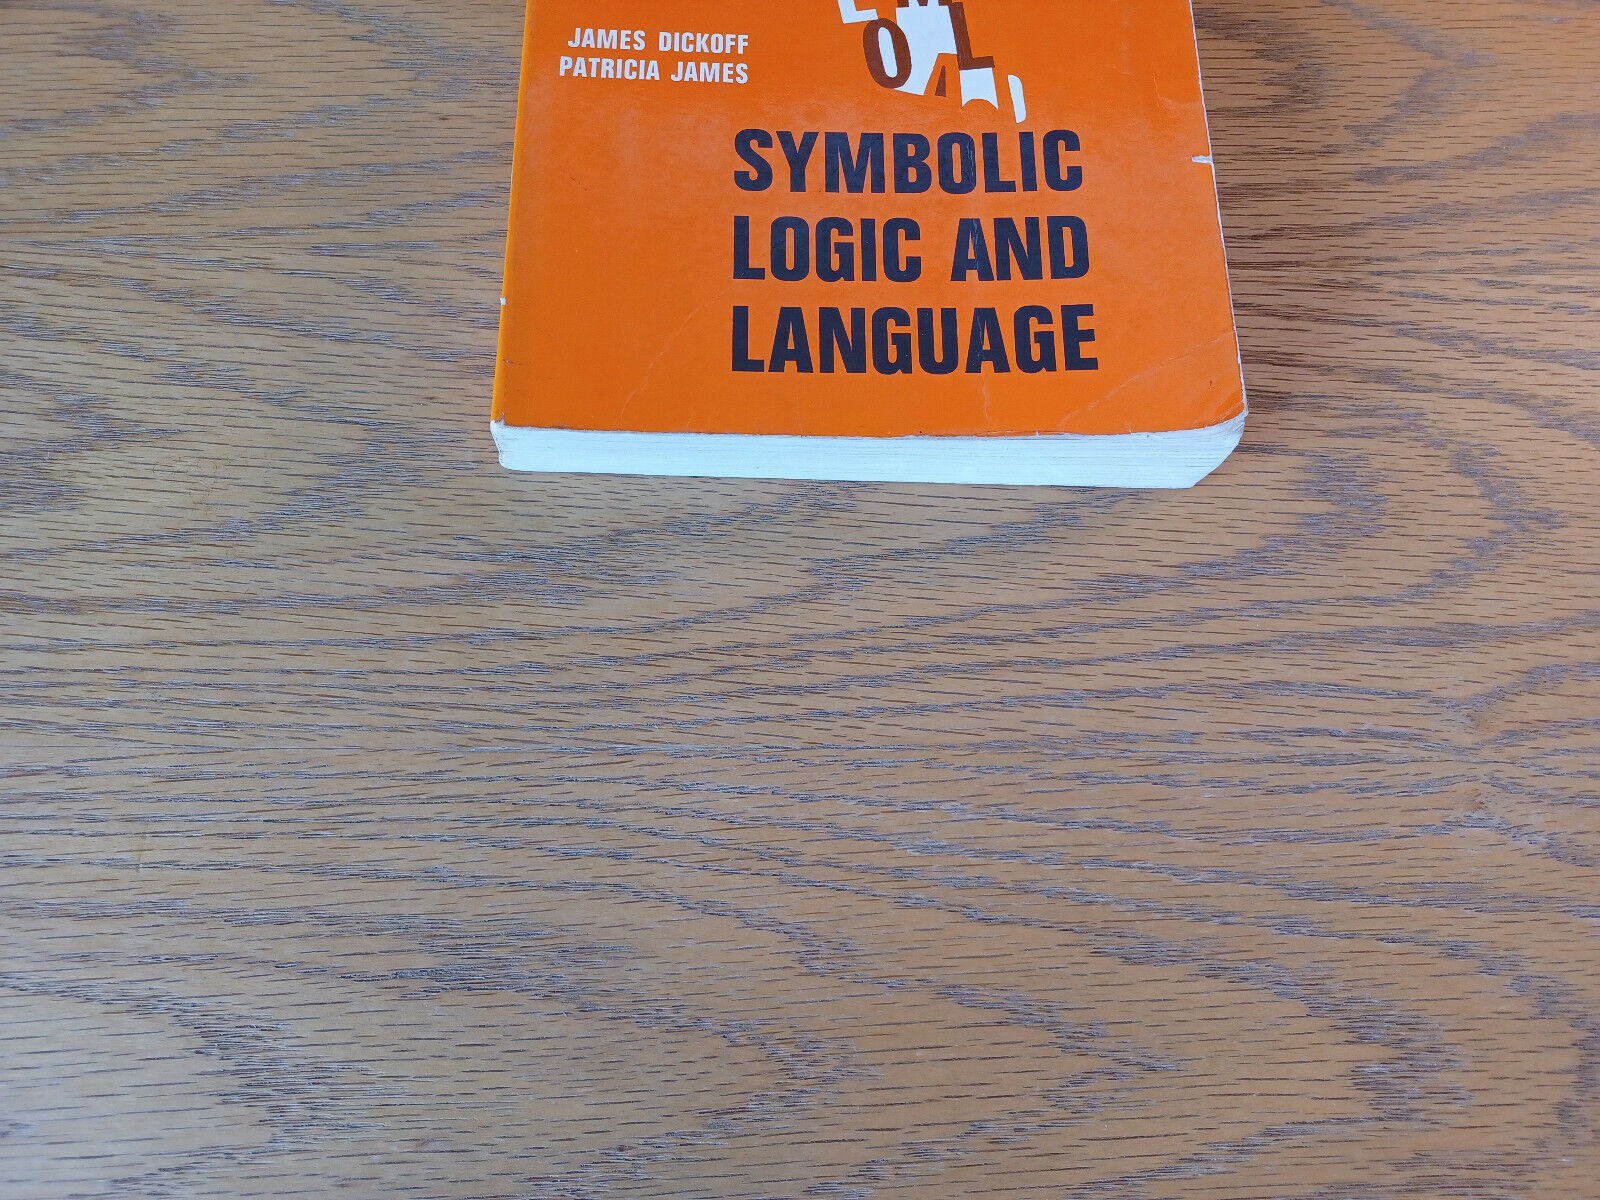 JAMES DICKOFF
PATRICIA JAMES
O L
SYMBOLIC
LOGIC AND
LANGUAGE